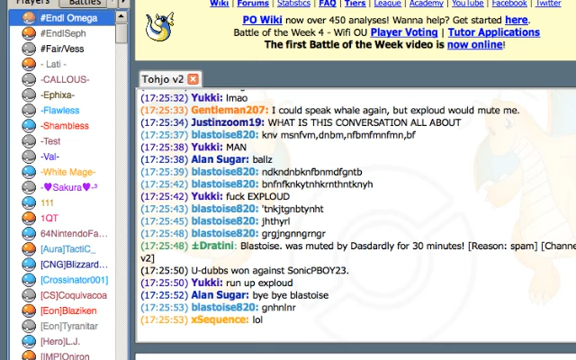 Players Battles
#Endl Omega
#EndlSeph
#Fair/Vess
- Lati -
-CALLOUS-
-Ephixa-
-Flawless
-Shambless
-Test
-Val-
-White Mage-
-♥Sakura♥-³
111
1QT
64NintendoFa...
[Aura]TactiC_
[CNG]Blizzard...
[Crossinator001]
[CS]Coquivacoa
[Eon]Blaziken
[Eon]Tyranitar
[Hero]L.J.
[IMP]Oniron
Wiki | Forums | Statistics | FAQ | Tiers | League | Academy | YouTube | Facebook | Twitter
PO Wiki now over 450 analyses! Wanna help? Get started here.
Battle of the Week 4 - Wifi OU Player Voting | Tutor Applications
The first Battle of the Week video is now online!
Tohjo v2
(17:25:32) Yukki: lmao
(17:25:33) Gentleman207: I could speak whale again, but exploud would mute me.
(17:25:34) Justinzoom19: WHAT IS THIS CONVERSATION ALL ABOUT
(17:25:37) blastoise820: knv msnfvm,dnbm,nfbmfmnfmn,bf
(17:25:38) Yukki: MAN
(17:25:38) Alan Sugar: ballz
(17:25:39) blastoise820: ndkndnbknfbnmdfgntb
(17:25:42) blastoise820: bnfnfknkytnhkrnthntknyh
(17:25:42) Yukki: fuck EXPLOUD
(17:25:43) blastoise820: 'tnkjtgnbtynht
(17:25:45) blastoise820: jhthyrl
(17:25:48) blastoise820: grgjngnngrngr
(17:25:48) ±Dratini: Blastoise. was muted by Dasdardly for 30 minutes! [Reason: spam] [Channe
v2]
(17:25:50) U-dubbs won against SonicPBOY23.
(17:25:50) Yukki: run up exploud
(17:25:52) Alan Sugar: bye bye blastoise
(17:25:53) blastoise820: gnhnlnr
(17:25:53) xSequence: lol